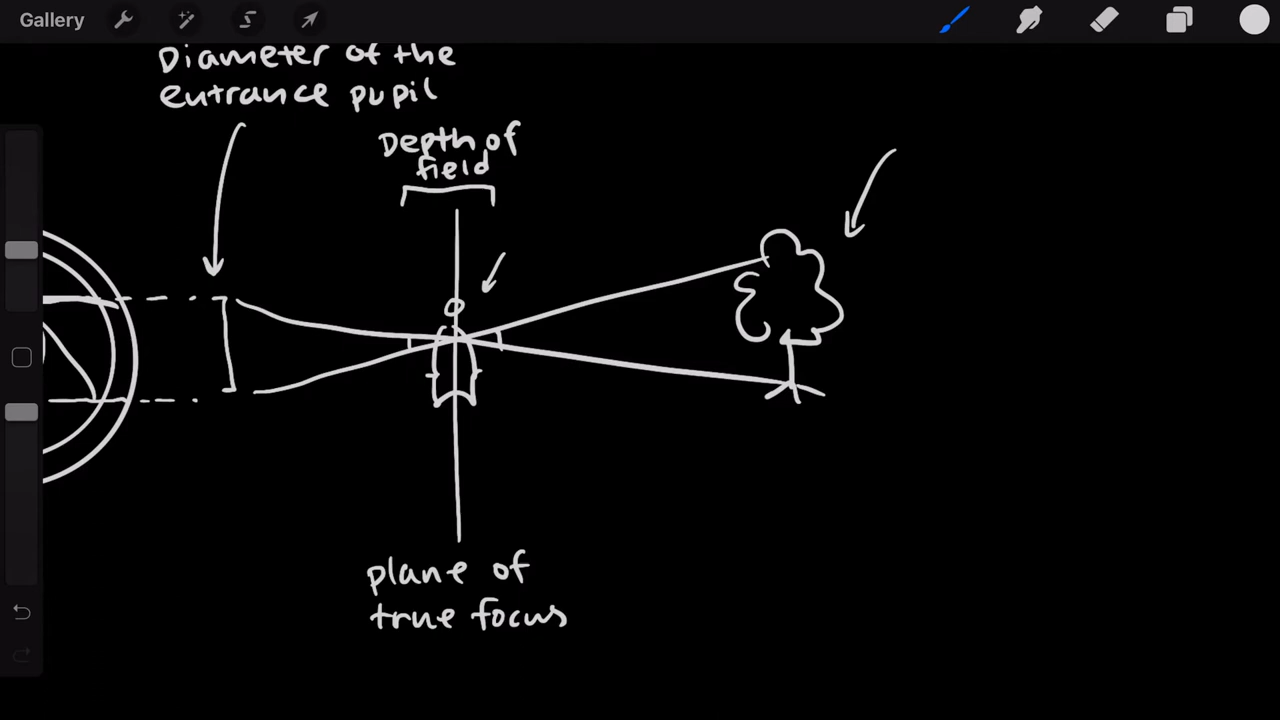 Gallery
Diameter of the
entrance pupil
Depth of
field
plane of
true focus